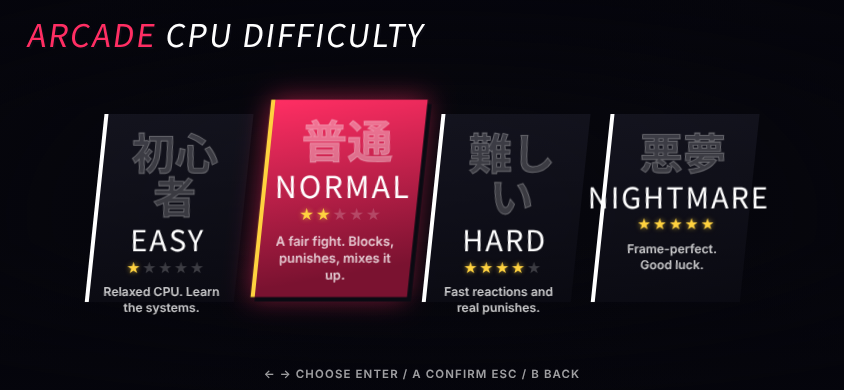 ARCADE CPU DIFFICULTY
初心
者
EASY
★★★★★
Relaxed CPU. Learn
the systems.
普通
NORMAL
★★★★★
A fair fight. Blocks,
punishes, mixes it
up.
難し
い
HARD
★★★★★
Fast reactions and
real punishes.
悪夢
NIGHTMARE
★★★★★
Frame-perfect.
Good luck.
← → CHOOSE ENTER / A CONFIRM ESC / B BACK